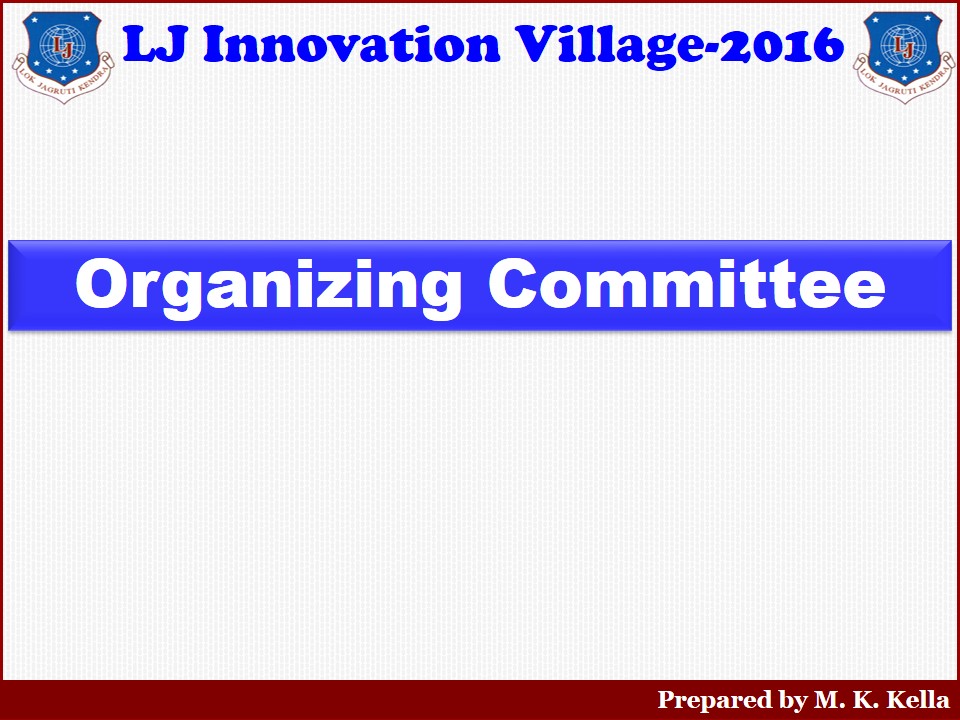 LJ Innovation Village-2016
LJ
LOK JAGRUTI KENDRA
LJ
LOK JAGRUTI KENDRA
Organizing Committee
Prepared by M. K. Kella